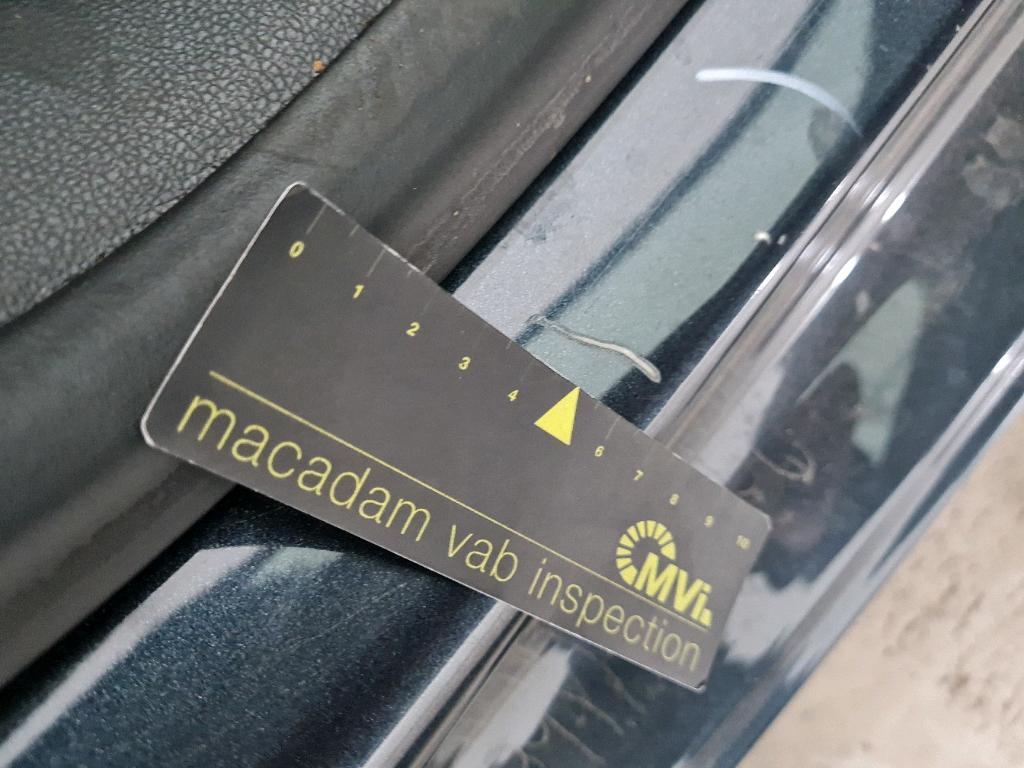 0 1 2 3 4 6 7 8 9 10
MVi
macadam vab inspection